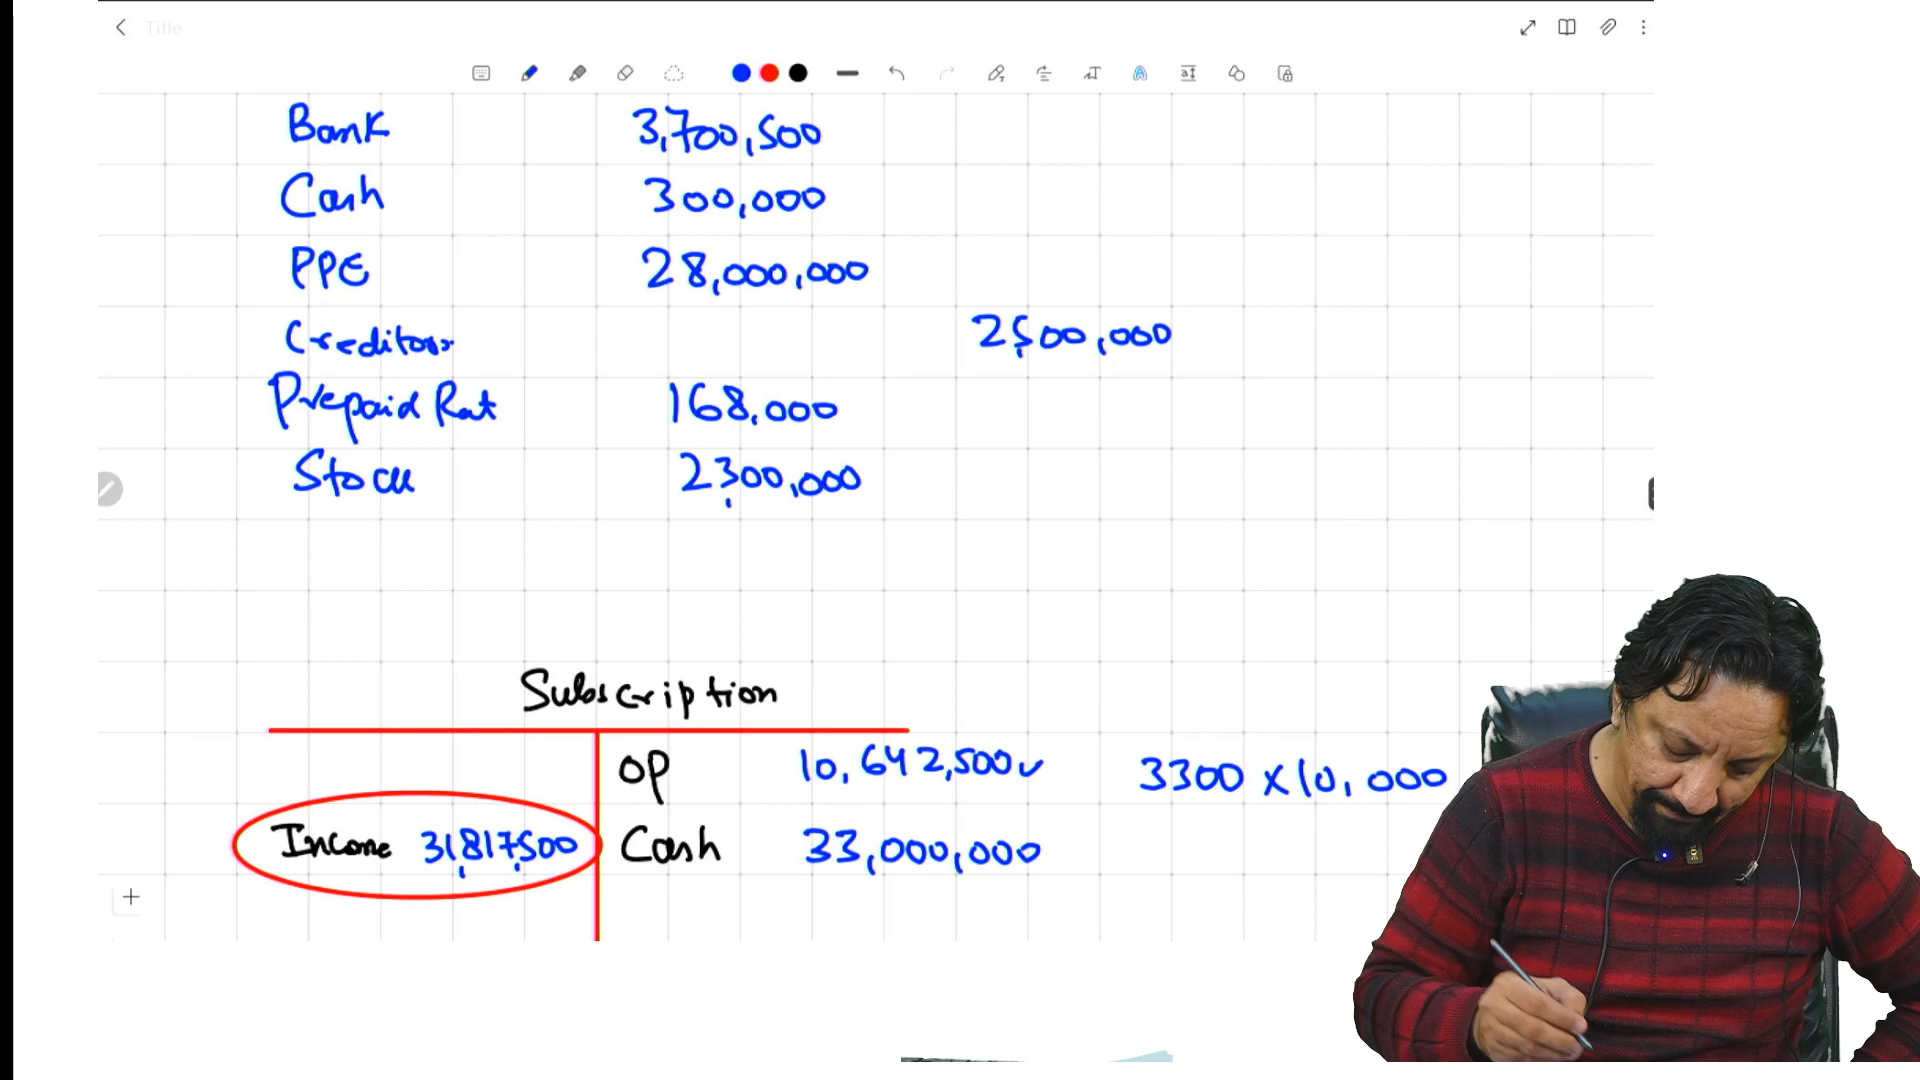 Title
Bank 3,700,500
Cash 300,000
PPE 28,000,000
Creditors 2,500,000
Prepaid Rat 168,000
Stock 2,300,000
Subscription
OP 10,642,500 3300 x 10,000
Income 31,817,500 Cash 33,000,000